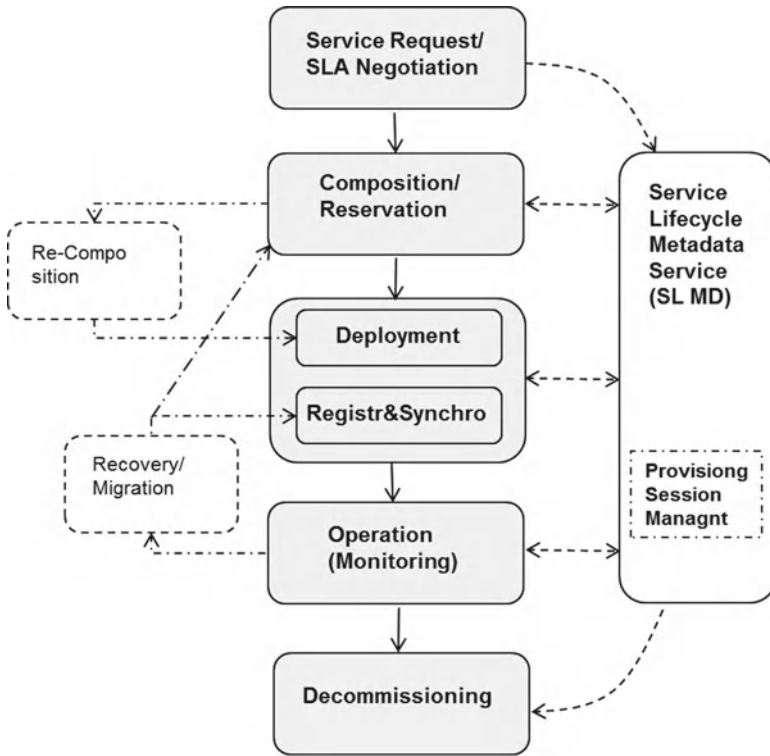 Service Request/
SLA Negotiation
Composition/
Reservation
Service
Lifecycle
Metadata
Service
(SL MD)
Re-Compo
sition
Deployment
Registr&Synchro
Recovery/
Migration
Provisiong
Session
Managnt
Operation
(Monitoring)
Decommissioning